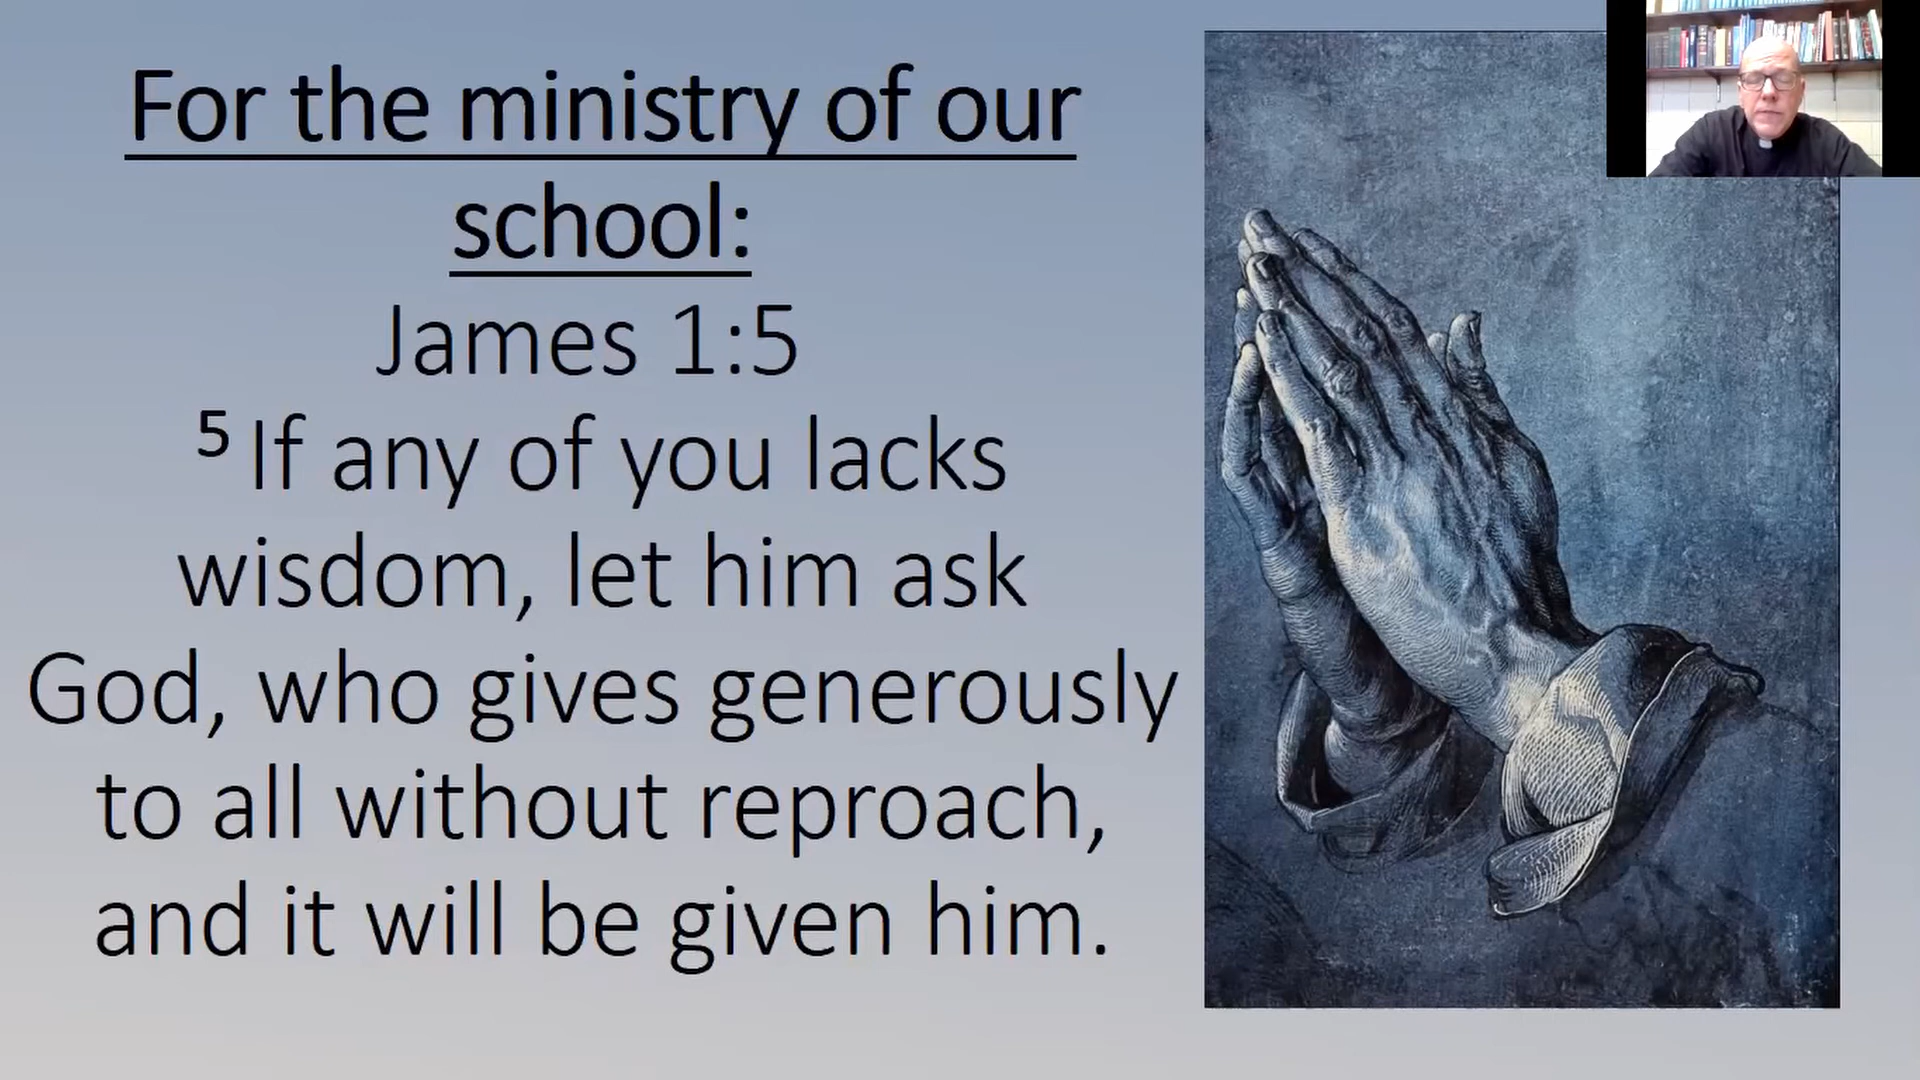 For the ministry of our
school:
James 1:5
5 If any of you lacks
wisdom, let him ask
God, who gives generously
to all without reproach,
and it will be given him.